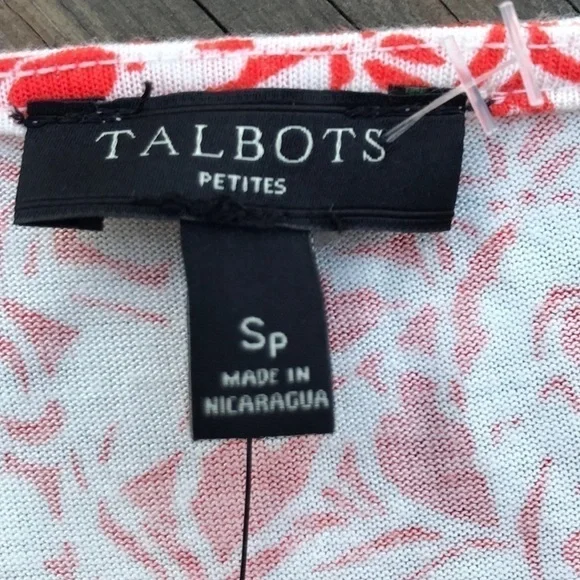 TALBOTS
PETITES
SP
MADE IN
NICARAGUA